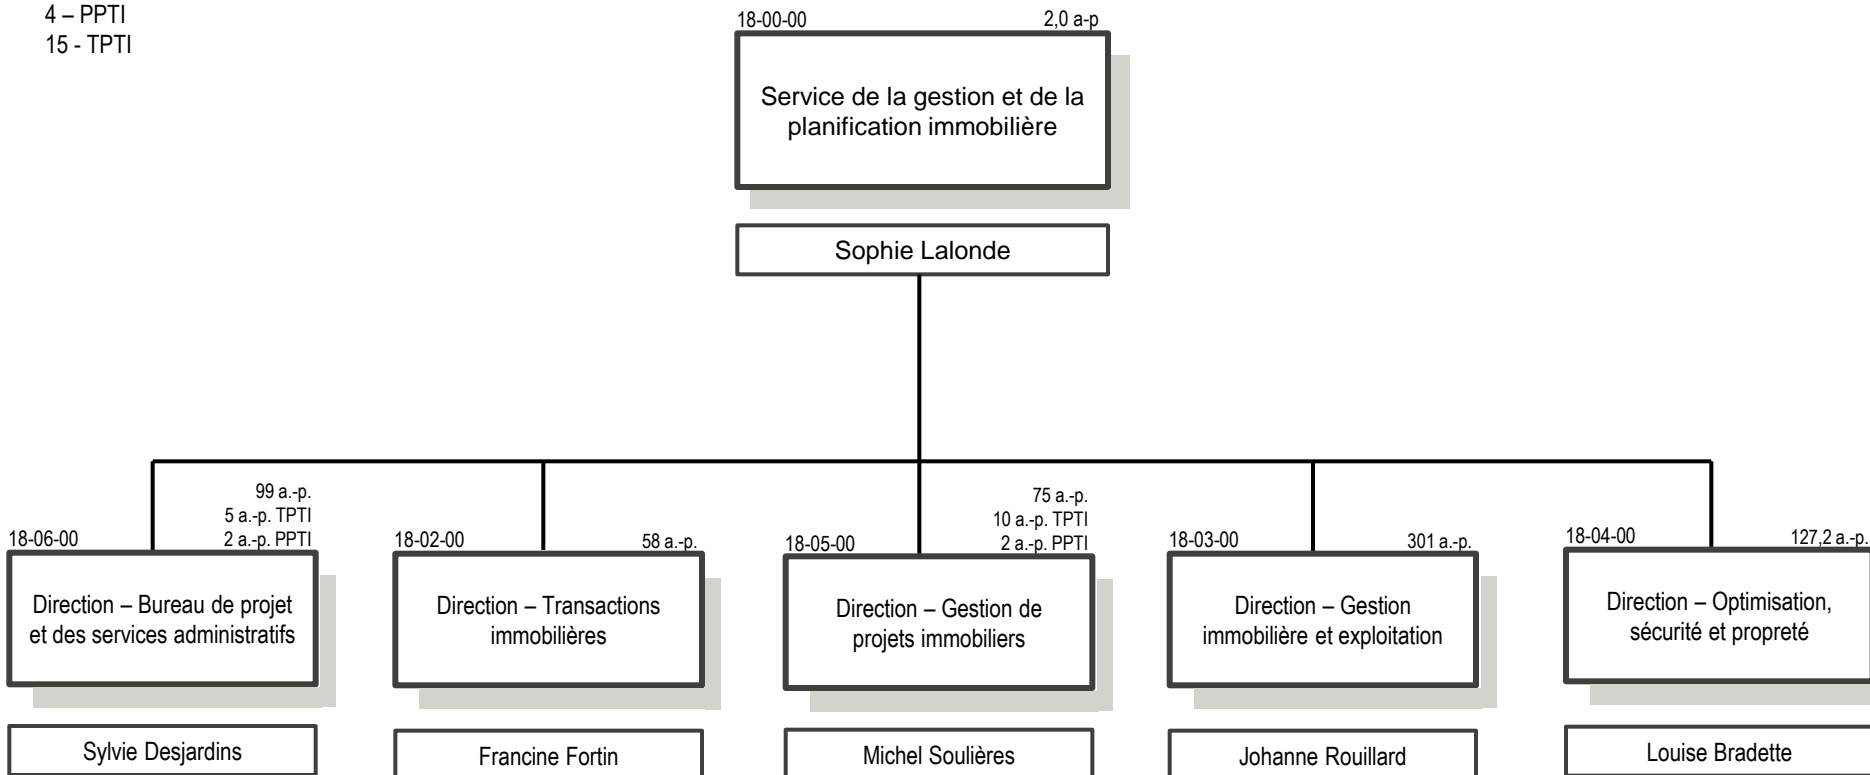 4 – PPTI
15 - TPTI
18-00-00
2,0 a-p
Service de la gestion et de la
planification immobilière
Sophie Lalonde
99 a.-p.
5 a.-p. TPTI
2 a.-p. PPTI
18-06-00
Direction – Bureau de projet
et des services administratifs
Sylvie Desjardins
18-02-00
58 a.-p.
Direction – Transactions
immobilières
Francine Fortin
75 a.-p.
10 a.-p. TPTI
2 a.-p. PPTI
18-05-00
Direction – Gestion de
projets immobiliers
Michel Soulières
18-03-00
301 a.-p.
Direction – Gestion
immobilière et exploitation
Johanne Rouillard
18-04-00
127,2 a.-p.
Direction – Optimisation,
sécurité et propreté
Louise Bradette